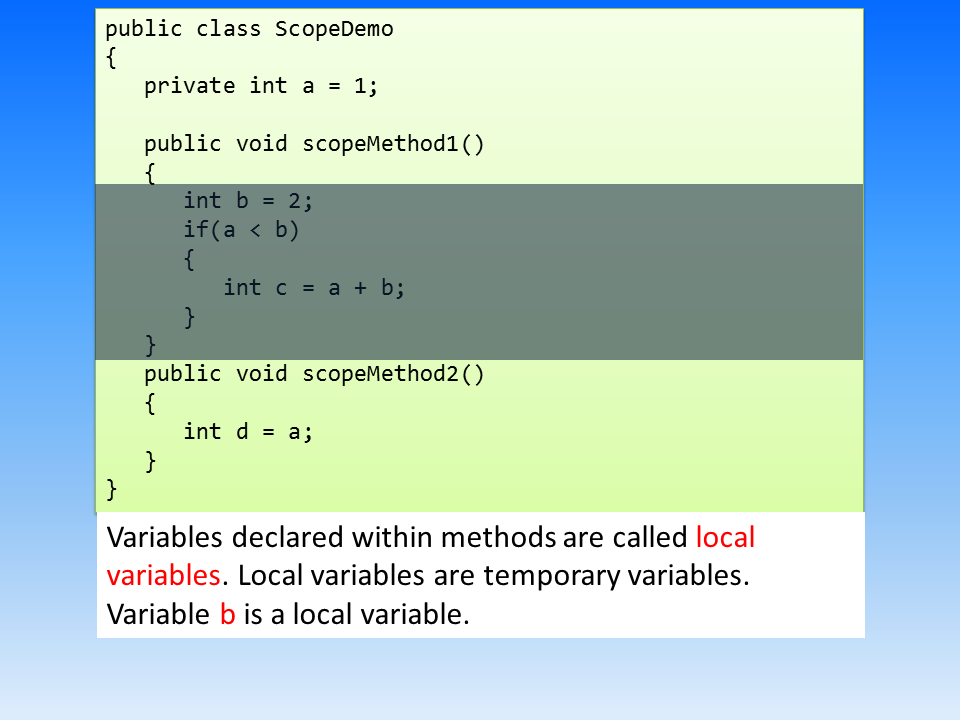 public class ScopeDemo
{
   private int a = 1;

   public void scopeMethod1()
   {
      int b = 2;
      if(a < b)
      {
         int c = a + b;
      }
   }
   public void scopeMethod2()
   {
      int d = a;
   }
}
Variables declared within methods are called local
variables. Local variables are temporary variables.
Variable b is a local variable.